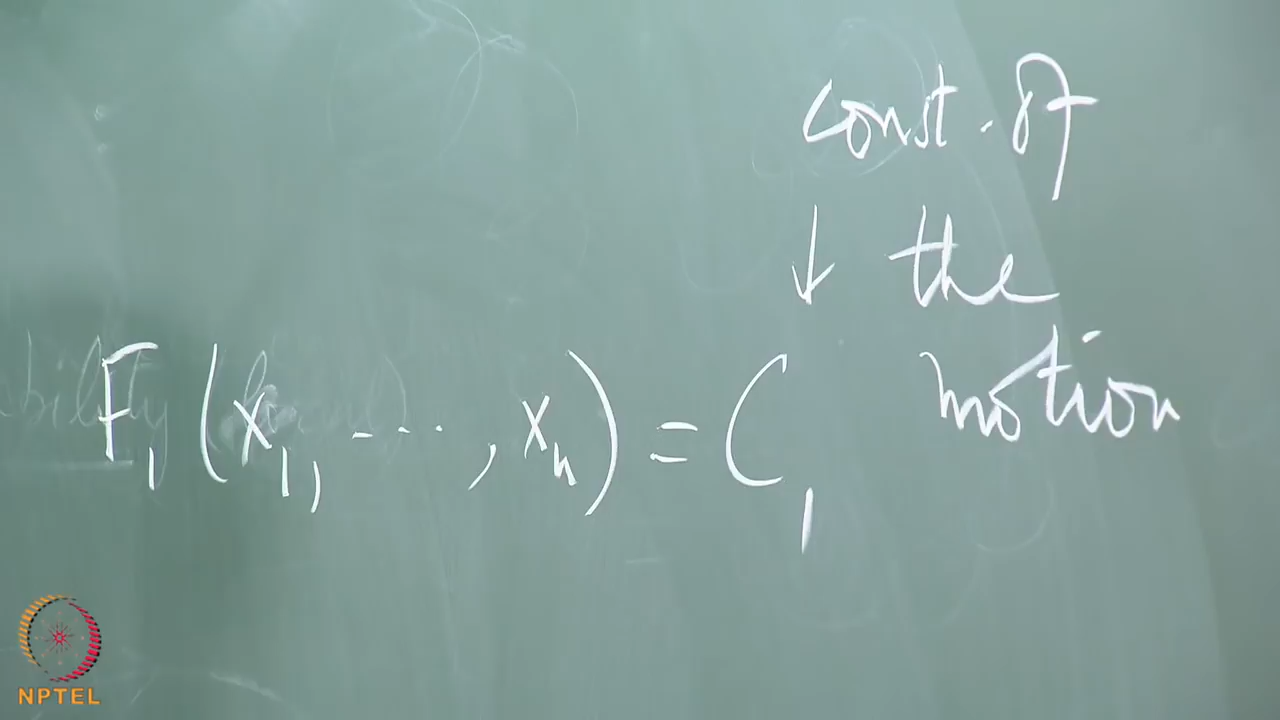 const. of
the
motion
F₁ (x₁, ..., xₙ) = C₁
NPTEL